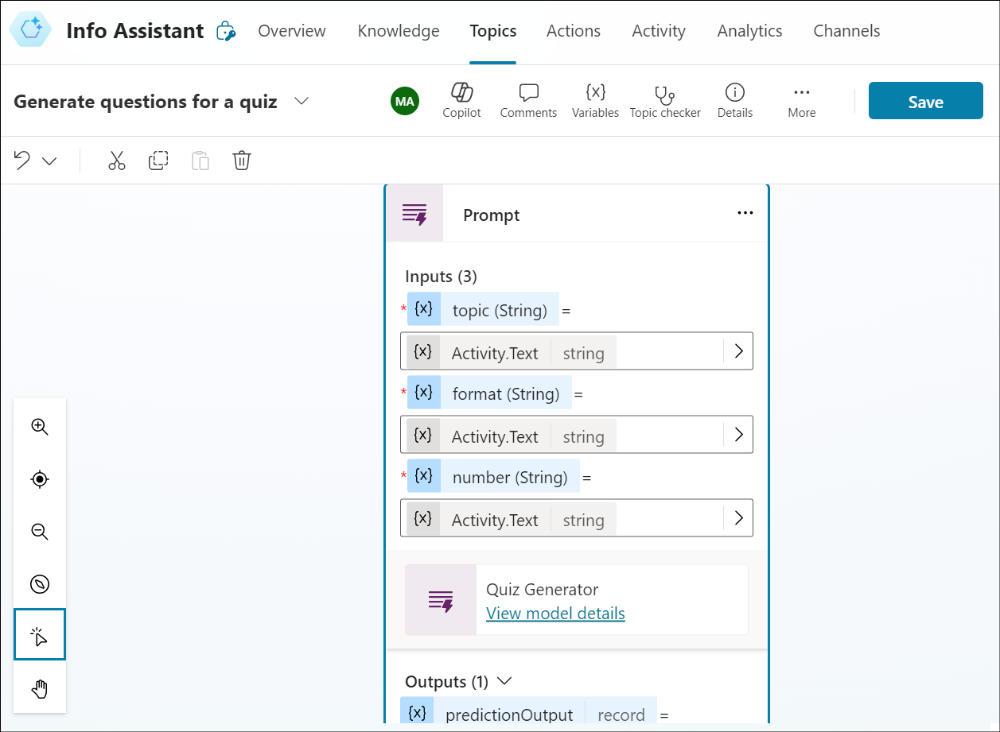 Info Assistant Overview Knowledge Topics Actions Activity Analytics Channels
Generate questions for a quiz MA Copilot Comments {x} Variables Topic checker Details More Save
Prompt
Inputs (3)
* {x} topic (String) =
{x} Activity.Text string
* {x} format (String) =
{x} Activity.Text string
* {x} number (String) =
{x} Activity.Text string
Quiz Generator
View model details
Outputs (1)
{x} predictionOutput record =